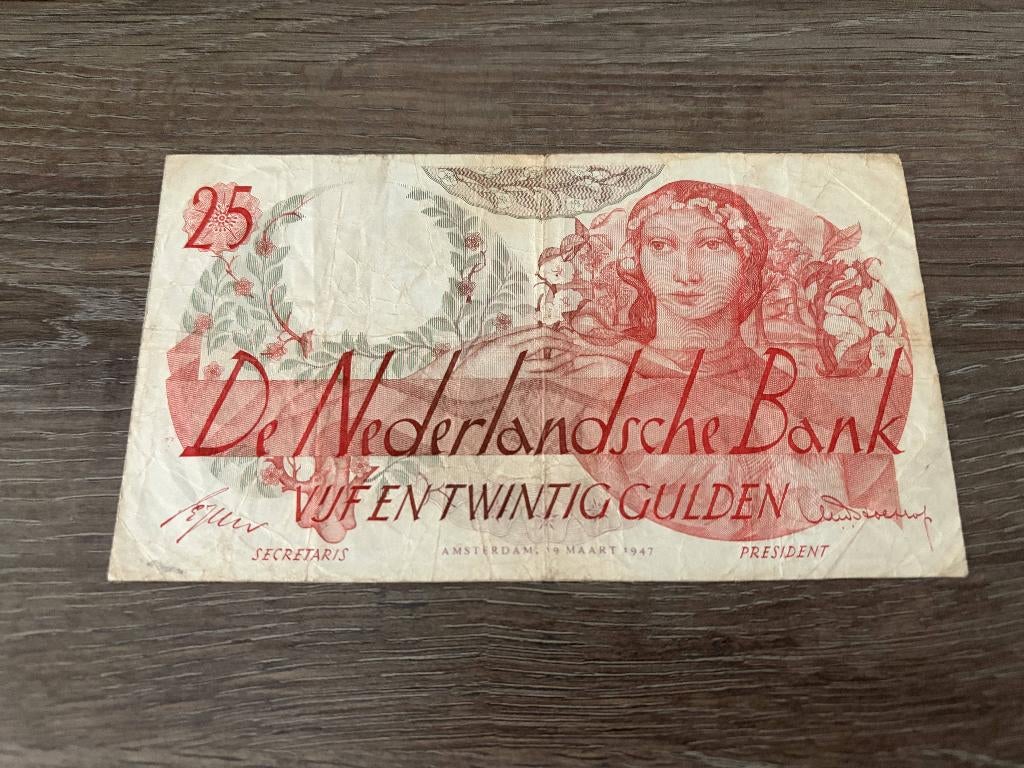 25
De Nederlandsche Bank
VIJF EN TWINTIG GULDEN
SECRETARIS
AMSTERDAM, 19 MAART 1947
PRESIDENT